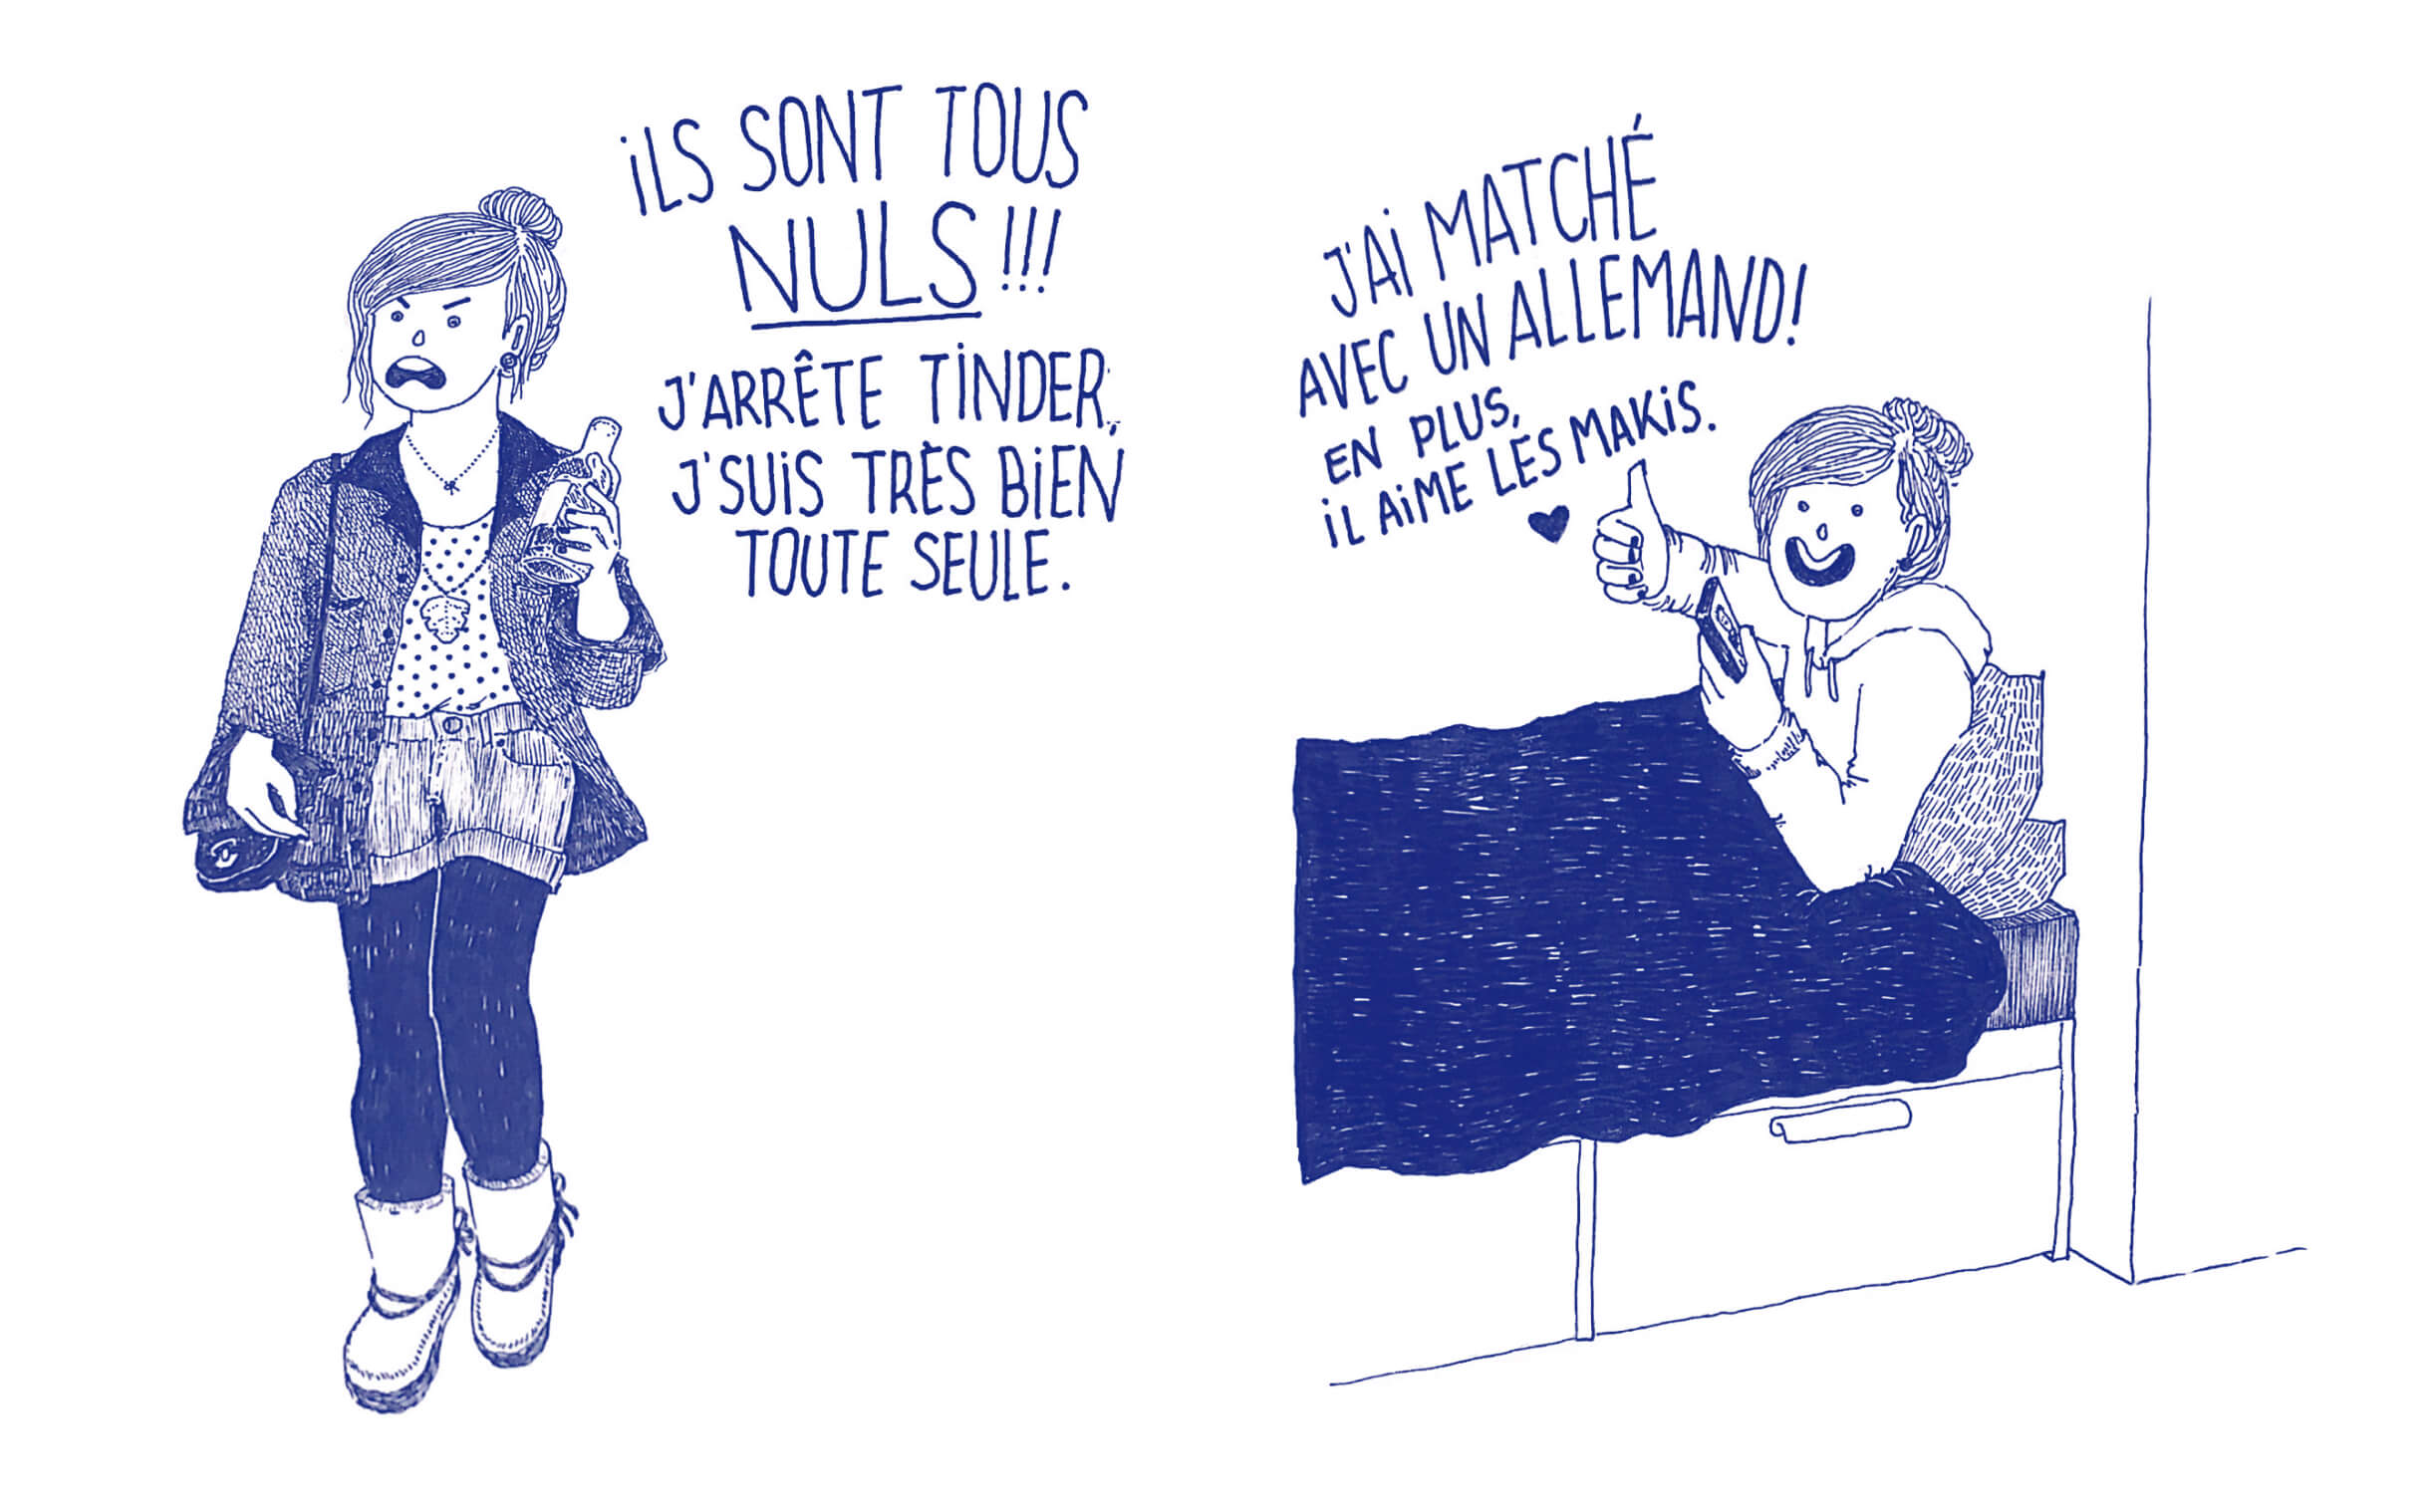 iLS SONT TOUS
NULS !!!
J'ARRÊTE TiNDER,
J'SUiS TRÈS BiEN
TOUTE SEULE.
J'Ai MATCHÉ
AVEC UN ALLEMAND!
EN PLUS,
iL AiME LES MAKiS.